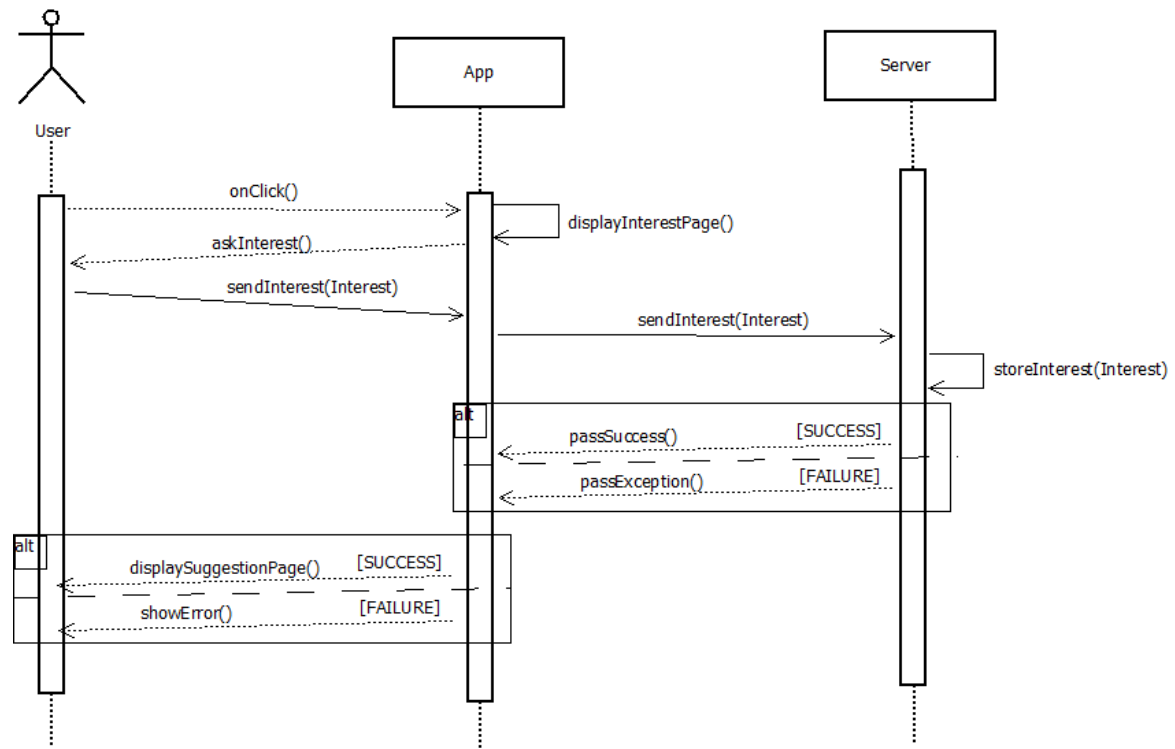 User
App
Server
onClick()
displayInterestPage()
askInterest()
sendInterest(Interest)
sendInterest(Interest)
storeInterest(Interest)
alt
passSuccess() [SUCCESS]
passException() [FAILURE]
alt
displaySuggestionPage() [SUCCESS]
showError() [FAILURE]